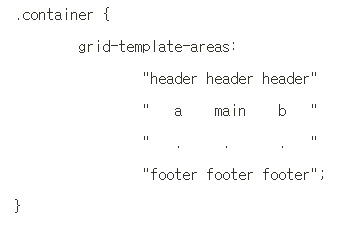 .container {
        grid-template-areas:
                "header header header"
                "   a    main    b   "
                "   .     .      .   "
                "footer footer footer";
}